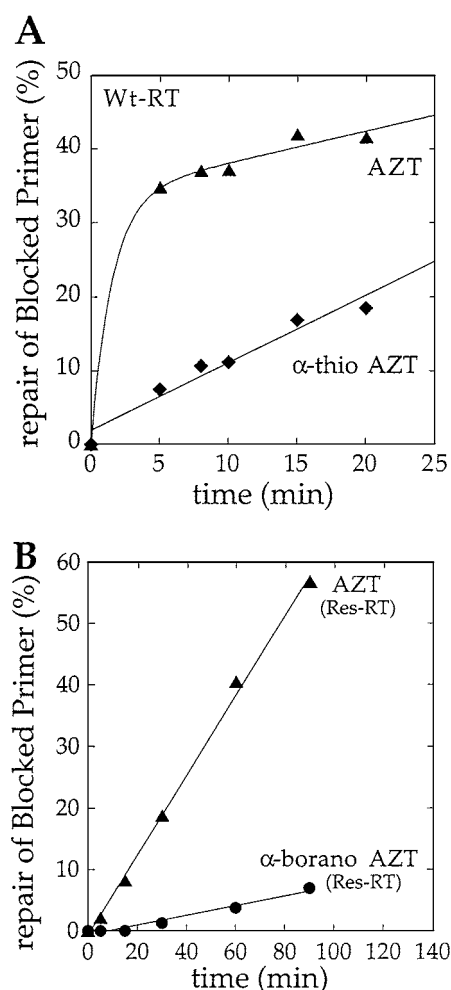 A
Wt-RT
repair of Blocked Primer (%)
50
40
30
20
10
0
AZT
α-thio AZT
0 5 10 15 20 25
time (min)
B
repair of Blocked Primer (%)
60
50
40
30
20
10
0
AZT
(Res-RT)
α-borano AZT
(Res-RT)
0 20 40 60 80 100 120 140
time (min)